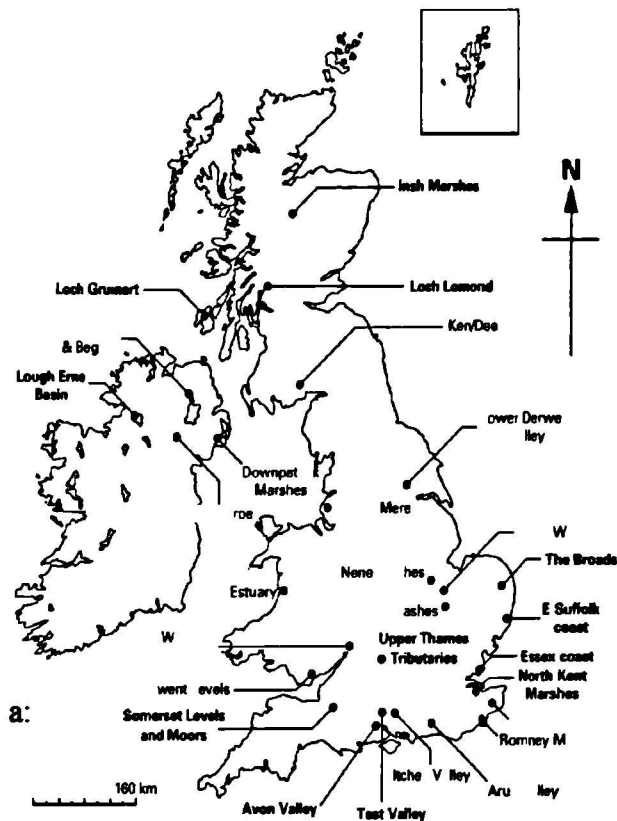 N
Insh Marshes
Loch Gruinart
Loch Lomond
Ken/Dee
& Beg
Lough Erne
Basin
ower Derwe
lley
Downpat
Marshes
Mere
roe
W
Nene hes
The Broads
Estuary
ashes
E Suffolk
coast
W
Upper Thames
Tributaries
Essex coast
went evels
North Kent
Marshes
a:
Somerset Levels
and Moors
Romney M
160 km
Itche V lley
Aru lley
Avon Valley
Test Valley